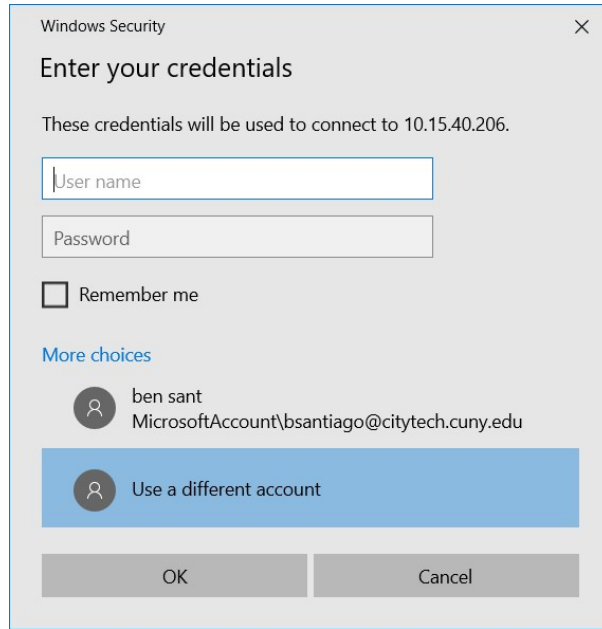 Windows Security
Enter your credentials
These credentials will be used to connect to 10.15.40.206.
User name
Password
Remember me
More choices
ben sant
MicrosoftAccount\bsantiago@citytech.cuny.edu
Use a different account
OK Cancel